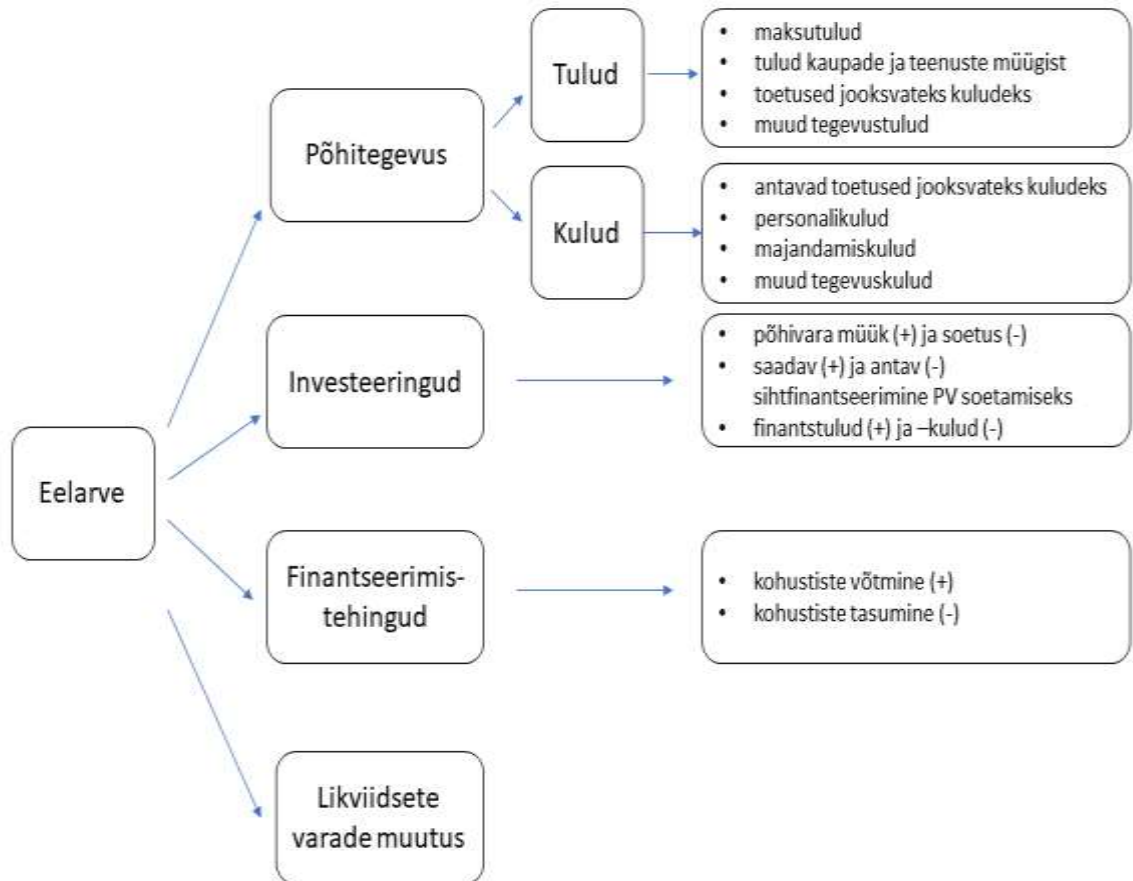 Eelarve
Põhitegevus
Tulud
• maksutulud
• tulud kaupade ja teenuste müügist
• toetused jooksvateks kuludeks
• muud tegevustulud
Kulud
• antavad toetused jooksvateks kuludeks
• personalikulud
• majandamiskulud
• muud tegevuskulud
Investeeringud
• põhivara müük (+) ja soetus (-)
• saadav (+) ja antav (-)
sihtfinantseerimine PV soetamiseks
• finantstulud (+) ja –kulud (-)
Finantseerimis-
tehingud
• kohustiste võtmine (+)
• kohustiste tasumine (-)
Likviidsete
varade muutus